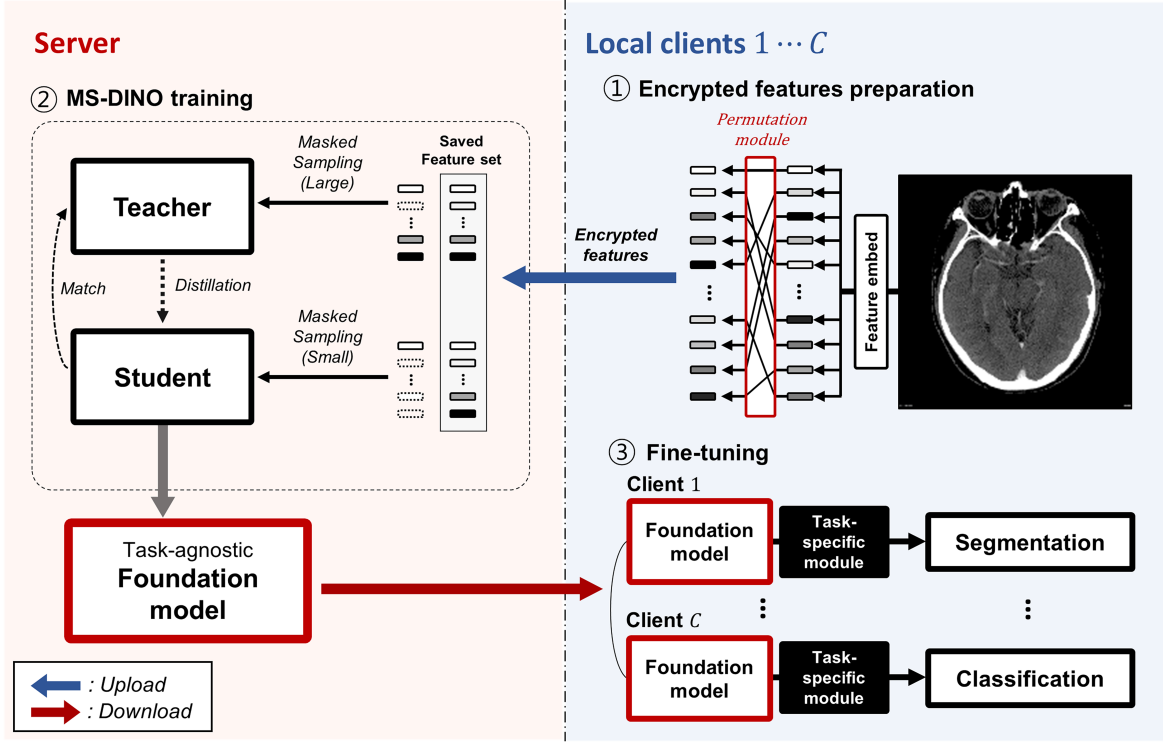 Server
② MS-DINO training
Masked
Sampling
(Large)
Saved
Feature set
Teacher
Match
Distillation
Masked
Sampling
(Small)
Student
Task-agnostic
Foundation
model
: Upload
: Download
Encrypted
features
Local clients 1 ⋯ C
① Encrypted features preparation
Permutation
module
Feature embed
③ Fine-tuning
Client 1
Foundation
model
Task-
specific
module
Segmentation
Client C
Foundation
model
Task-
specific
module
Classification